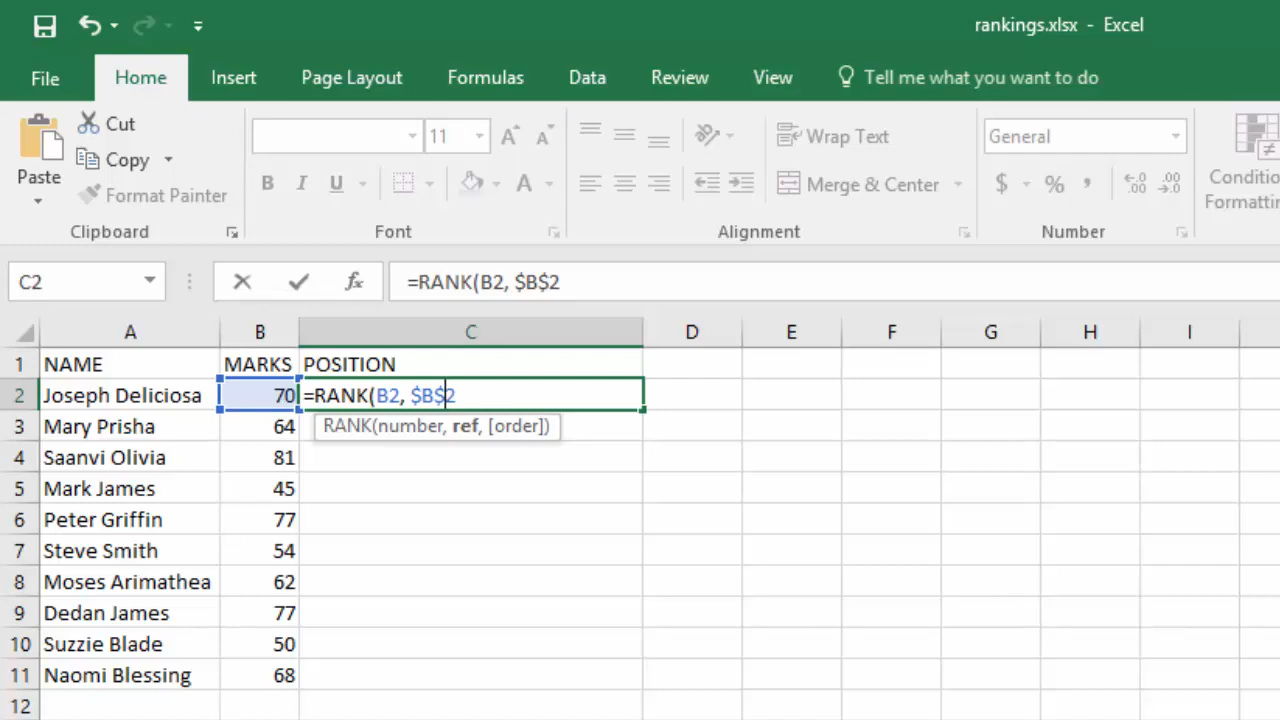 rankings.xlsx - Excel
File Home Insert Page Layout Formulas Data Review View Tell me what you want to do
Paste
Cut
Copy
Format Painter
Clipboard
11
B I U
A
Font
Wrap Text
Merge & Center
Alignment
General
$ % ,
Number
Conditio
Formattin
C2
fx
=RANK(B2, $B$2
A B C D E F G H I
1 NAME MARKS POSITION
2 Joseph Deliciosa 70 =RANK(B2, $B$2
RANK(number, ref, [order])
3 Mary Prisha 64
4 Saanvi Olivia 81
5 Mark James 45
6 Peter Griffin 77
7 Steve Smith 54
8 Moses Arimathea 62
9 Dedan James 77
10 Suzzie Blade 50
11 Naomi Blessing 68
12